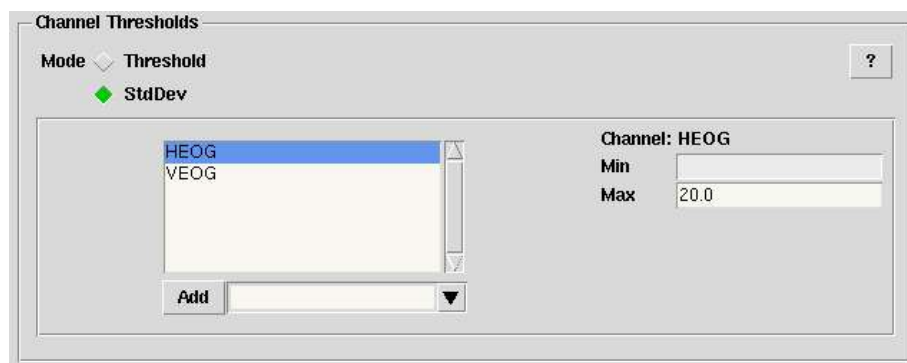 Channel Thresholds
Mode Threshold
?
StdDev
HEOG
VEOG
Channel: HEOG
Min
Max 20.0
Add